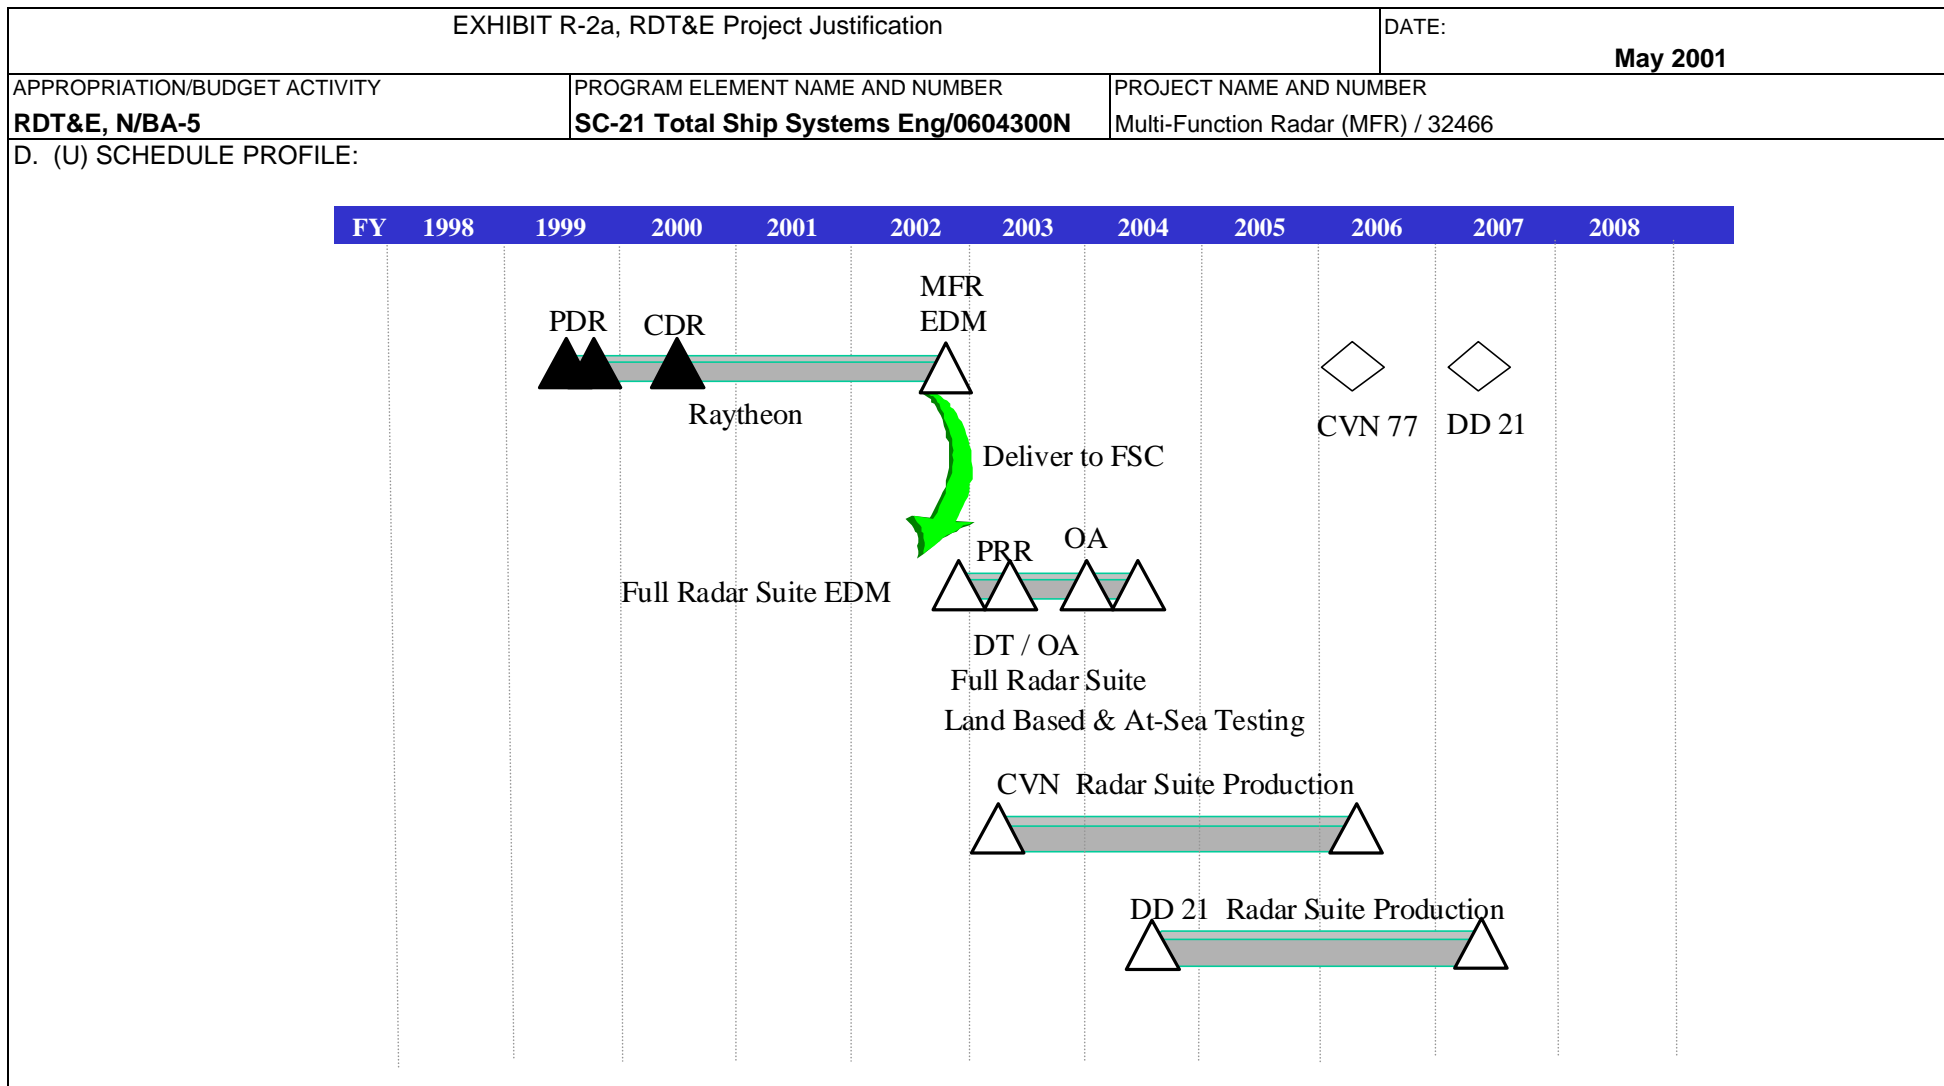 EXHIBIT R-2a, RDT&E Project Justification
DATE:
May 2001
APPROPRIATION/BUDGET ACTIVITY
RDT&E, N/BA-5
PROGRAM ELEMENT NAME AND NUMBER
SC-21 Total Ship Systems Eng/0604300N
PROJECT NAME AND NUMBER
Multi-Function Radar (MFR) / 32466
D. (U) SCHEDULE PROFILE:
FY 1998 1999 2000 2001 2002 2003 2004 2005 2006 2007 2008
MFR
EDM
PDR
CDR
Raytheon
CVN 77
DD 21
Deliver to FSC
PRR
OA
Full Radar Suite EDM
DT / OA
Full Radar Suite
Land Based & At-Sea Testing
CVN Radar Suite Production
DD 21 Radar Suite Production